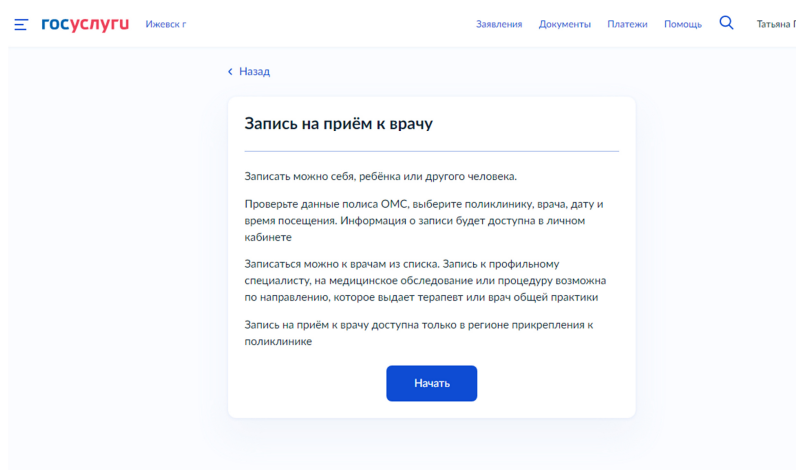 госуслуги Ижевск г Заявления Документы Платежи Помощь Татьяна
Назад
Запись на приём к врачу
Записать можно себя, ребёнка или другого человека.
Проверьте данные полиса ОМС, выберите поликлинику, врача, дату и
время посещения. Информация о записи будет доступна в личном
кабинете
Записаться можно к врачам из списка. Запись к профильному
специалисту, на медицинское обследование или процедуру возможна
по направлению, которое выдает терапевт или врач общей практики
Запись на приём к врачу доступна только в регионе прикрепления к
поликлинике
Начать